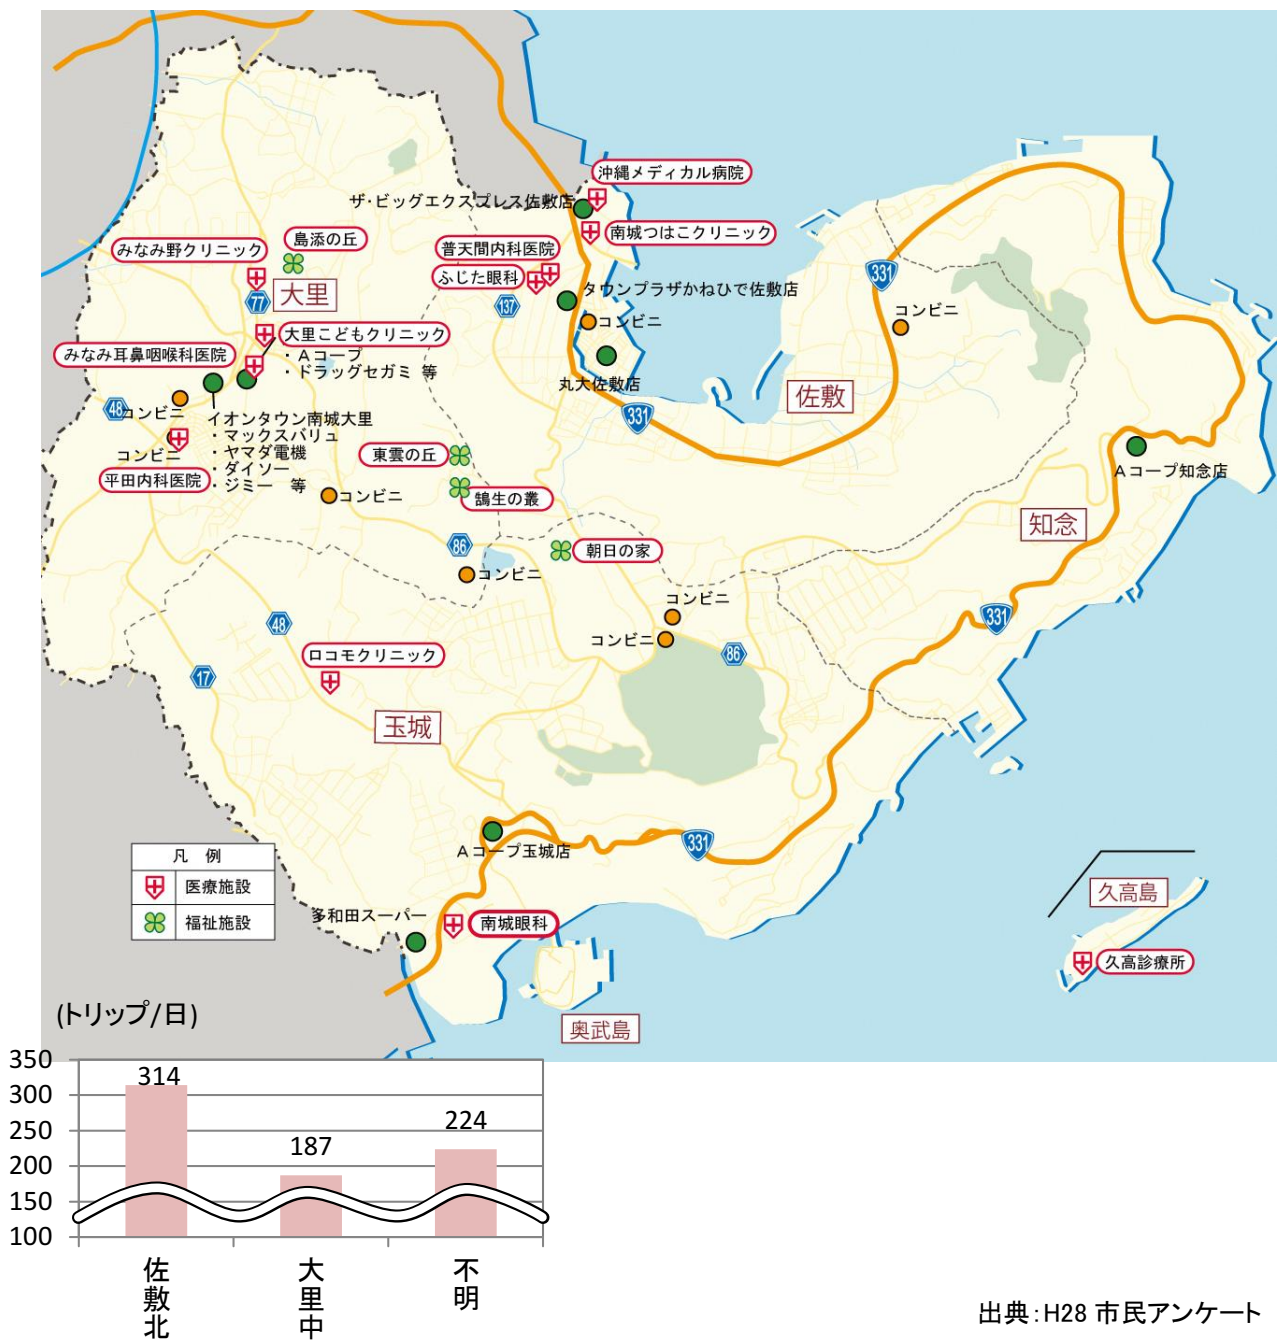 沖縄メディカル病院
ザ・ビッグエクスプレス佐敷店
南城つはこクリニック
島添の丘
みなみ野クリニック
普天間内科医院
ふじた眼科
331
大里
77
137
タウンプラザかねひで佐敷店
コンビニ
コンビニ
大里こどもクリニック
・Aコープ
・ドラッグセガミ 等
みなみ耳鼻咽喉科医院
丸大佐敷店
佐敷
48
コンビニ
イオンタウン南城大里
・マックスバリュ
・ヤマダ電機
・ダイソー
・ジミー 等
331
コンビニ
平田内科医院
東雲の丘
鵠生の叢
コンビニ
Aコープ知念店
知念
86
朝日の家
コンビニ
コンビニ
コンビニ
48
331
86
ロコモクリニック
17
玉城
331
Aコープ玉城店
凡 例
医療施設
福祉施設
多和田スーパー
南城眼科
久高島
久高診療所
奥武島
(トリップ/日)
350
300
250
200
150
100
314
187
224
佐敷北
大里中
不明
出典：H28 市民アンケート